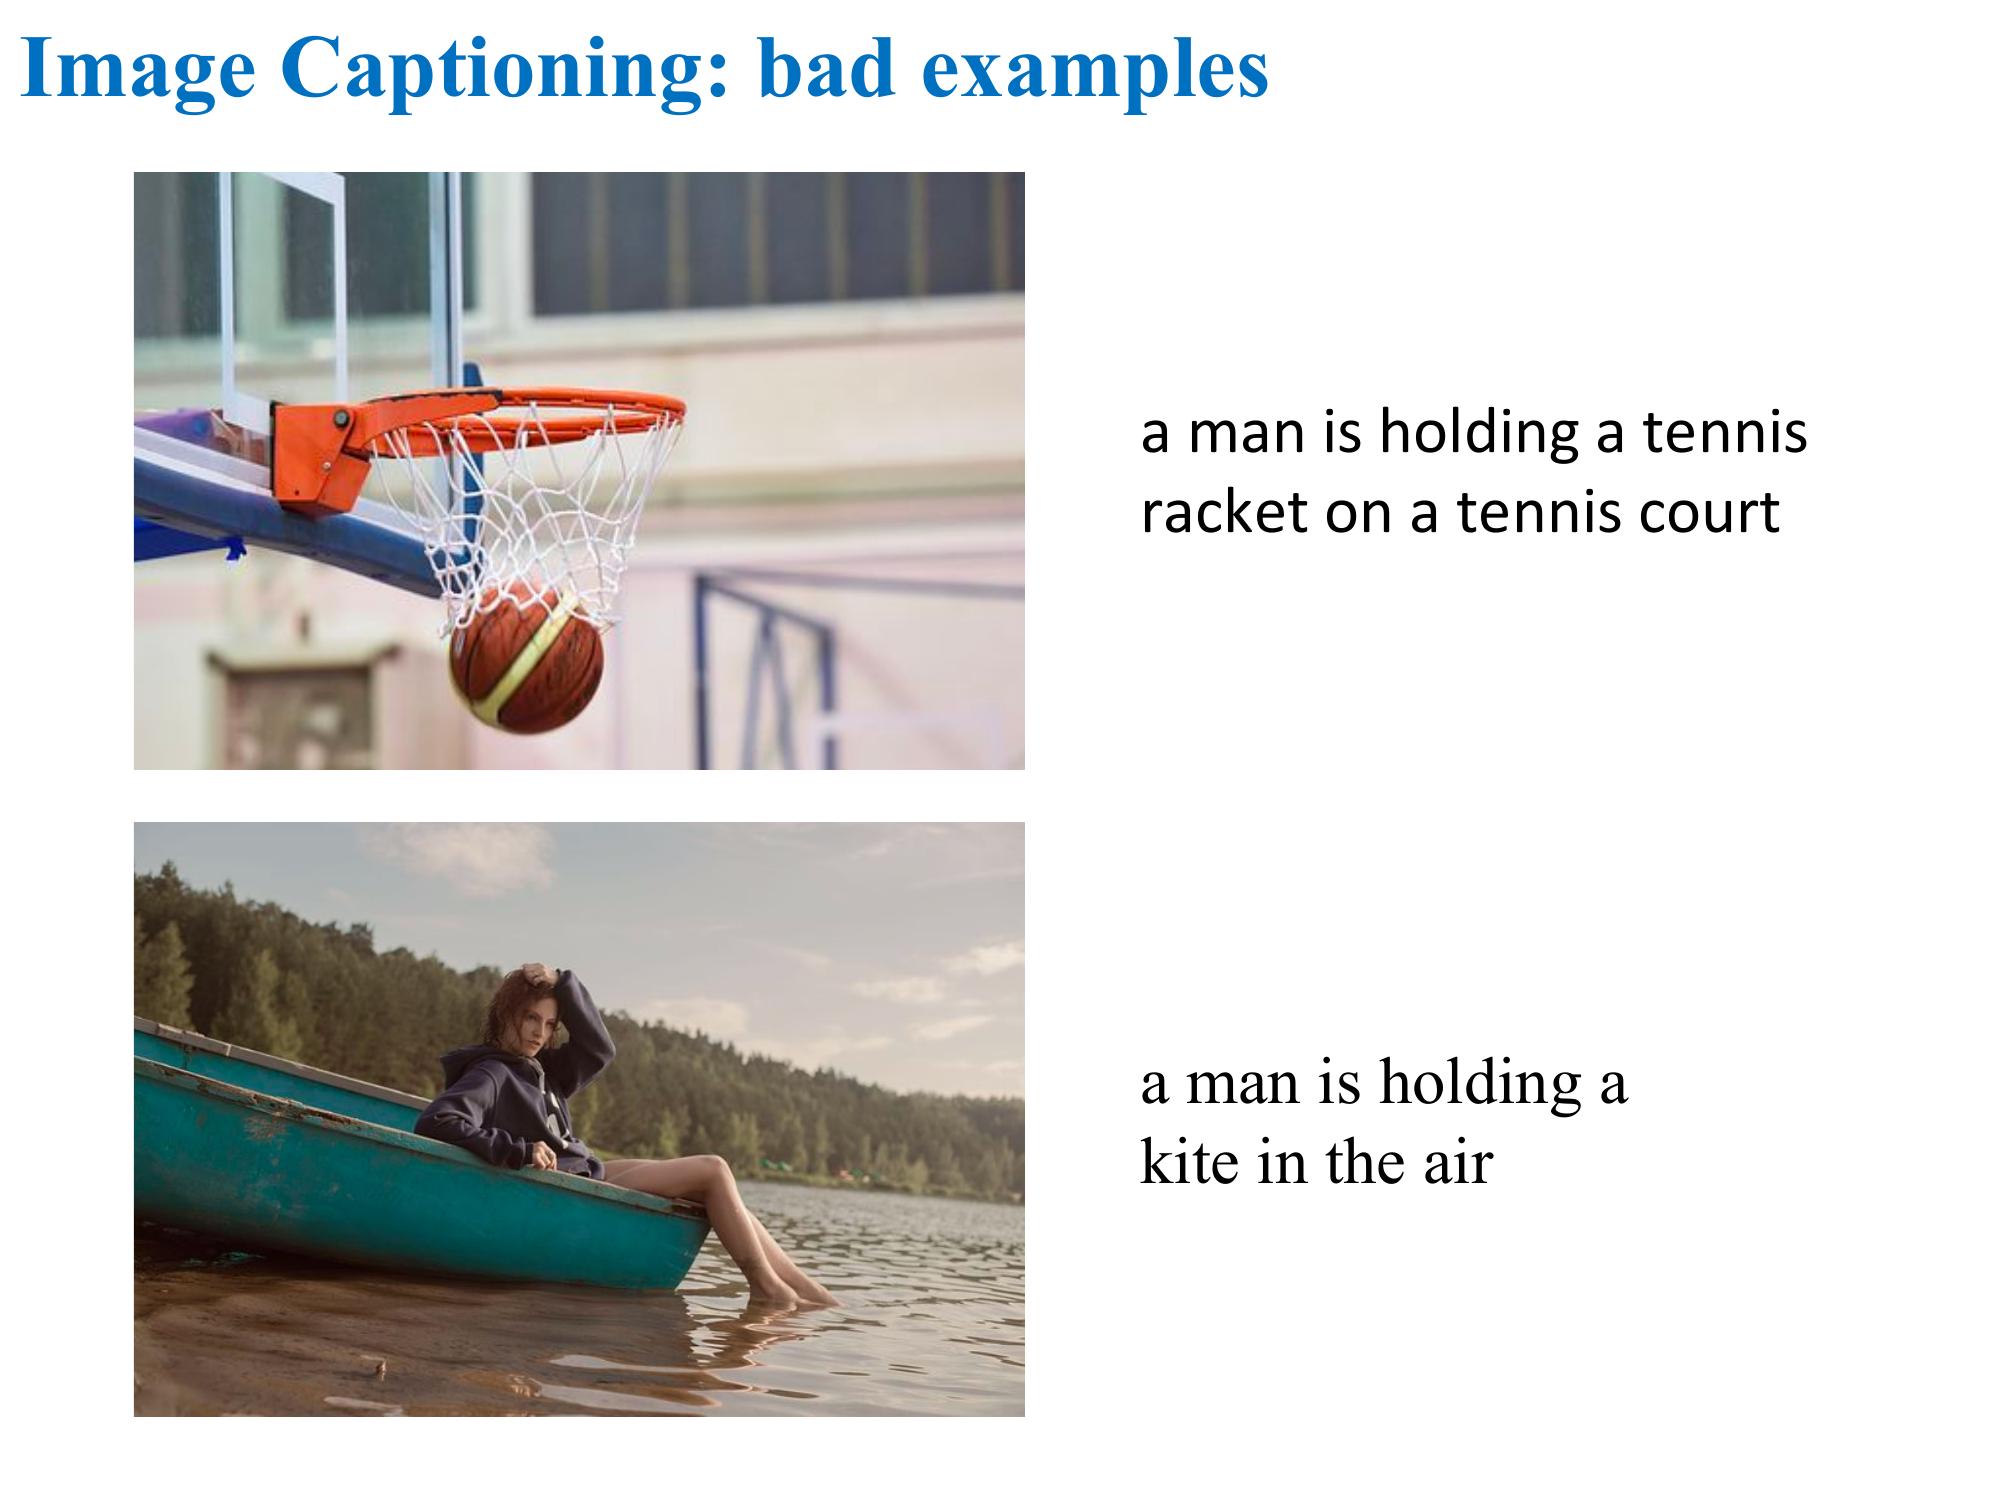 Image Captioning: bad examples
a man is holding a tennis
racket on a tennis court
a man is holding a
kite in the air